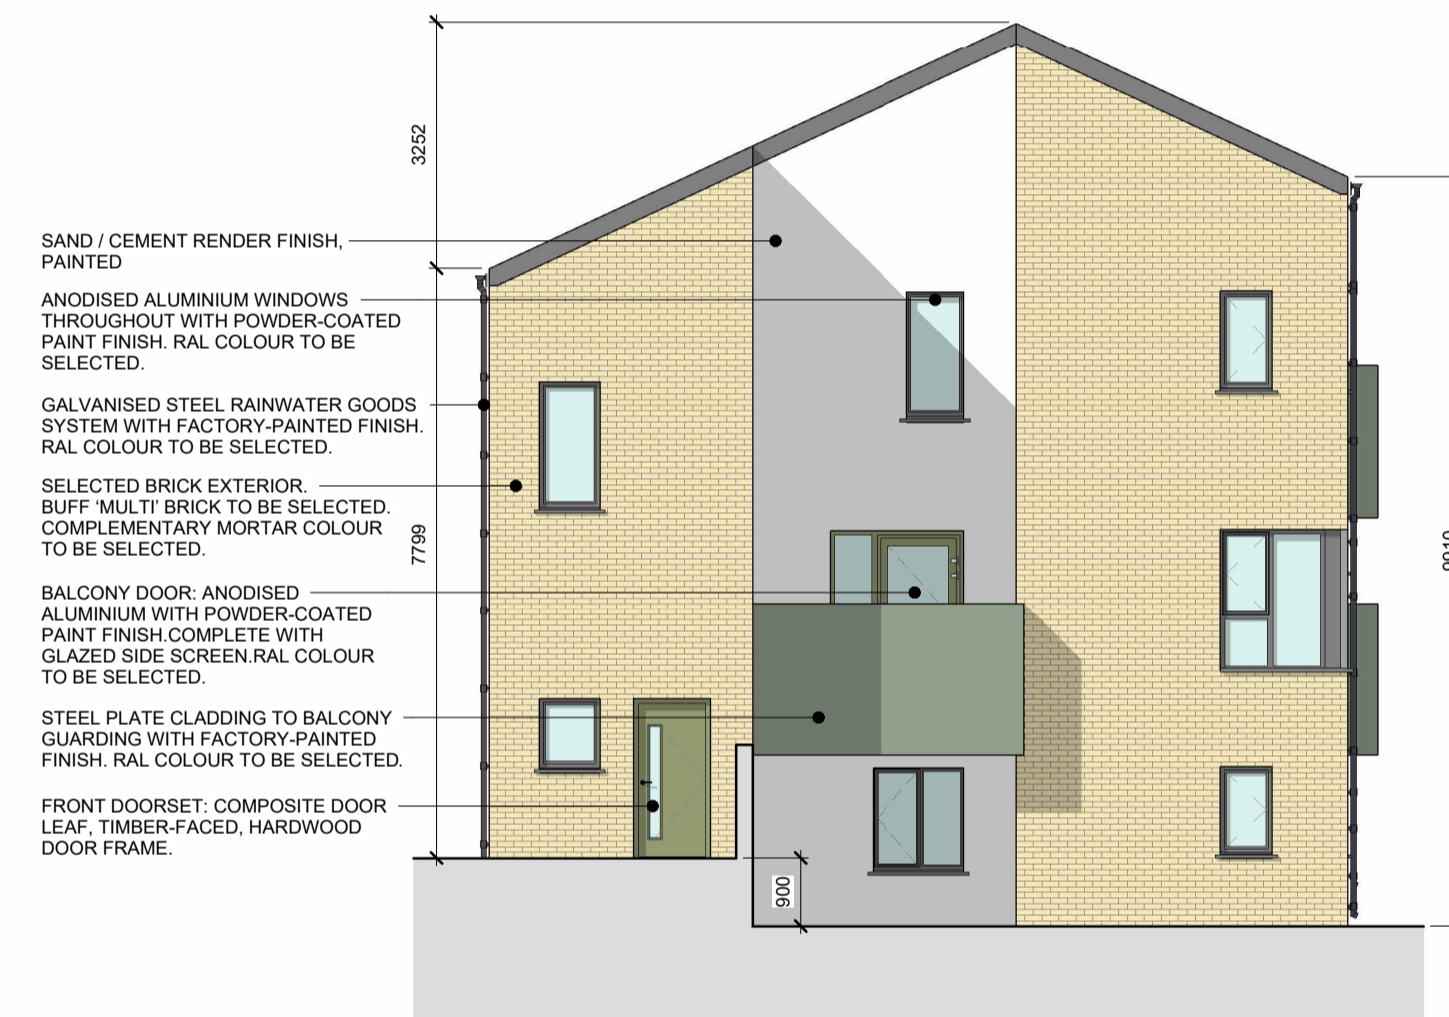 3252
SAND / CEMENT RENDER FINISH,
PAINTED
ANODISED ALUMINIUM WINDOWS
THROUGHOUT WITH POWDER-COATED
PAINT FINISH. RAL COLOUR TO BE
SELECTED.
GALVANISED STEEL RAINWATER GOODS
SYSTEM WITH FACTORY-PAINTED FINISH.
RAL COLOUR TO BE SELECTED.
SELECTED BRICK EXTERIOR.
BUFF ‘MULTI’ BRICK TO BE SELECTED.
COMPLEMENTARY MORTAR COLOUR
TO BE SELECTED.
7799
BALCONY DOOR: ANODISED
ALUMINIUM WITH POWDER-COATED
PAINT FINISH.COMPLETE WITH
GLAZED SIDE SCREEN.RAL COLOUR
TO BE SELECTED.
STEEL PLATE CLADDING TO BALCONY
GUARDING WITH FACTORY-PAINTED
FINISH. RAL COLOUR TO BE SELECTED.
FRONT DOORSET: COMPOSITE DOOR
LEAF, TIMBER-FACED, HARDWOOD
DOOR FRAME.
900